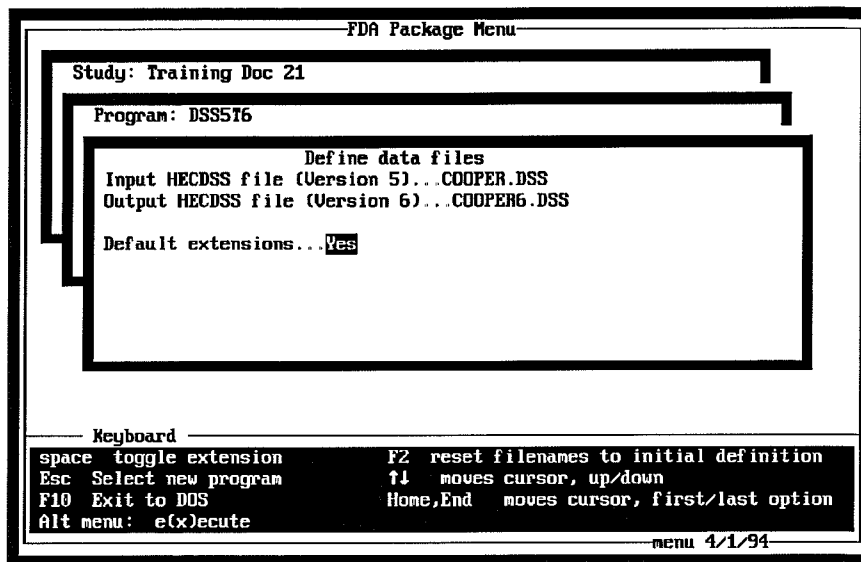 FDA Package Menu
Study: Training Doc 21
Program: DSS5T6
Define data files
Input HECDSS file (Version 5)...COOPER.DSS
Output HECDSS file (Version 6)...COOPER6.DSS
Default extensions...Yes
Keyboard
space toggle extension F2 reset filenames to initial definition
Esc Select new program ↑↓ moves cursor, up/down
F10 Exit to DOS Home,End moves cursor, first/last option
Alt menu: e(x)ecute
menu 4/1/94